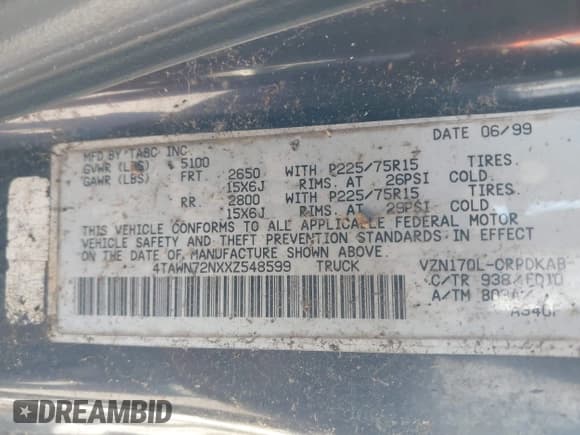 DATE 06/99
MFD BY TABC INC.
GVWR (LBS) 5100
GAWR (LBS) FRT. 2650 WITH P225/75R15 TIRES.
15X6J RIMS. AT 26PSI COLD.
RR. 2800 WITH P225/75R15 TIRES.
15X6J RIMS. AT 29PSI COLD.
THIS VEHICLE CONFORMS TO ALL APPLICABLE FEDERAL MOTOR
VEHICLE SAFETY AND THEFT PREVENTION STANDARDS IN EFFECT
ON THE DATE OF MANUFACTURE SHOWN ABOVE.
4TAWN72NXXZ548599 TRUCK VZN170L-CRPDKAB
C/TR
A/TM
DREAMBID